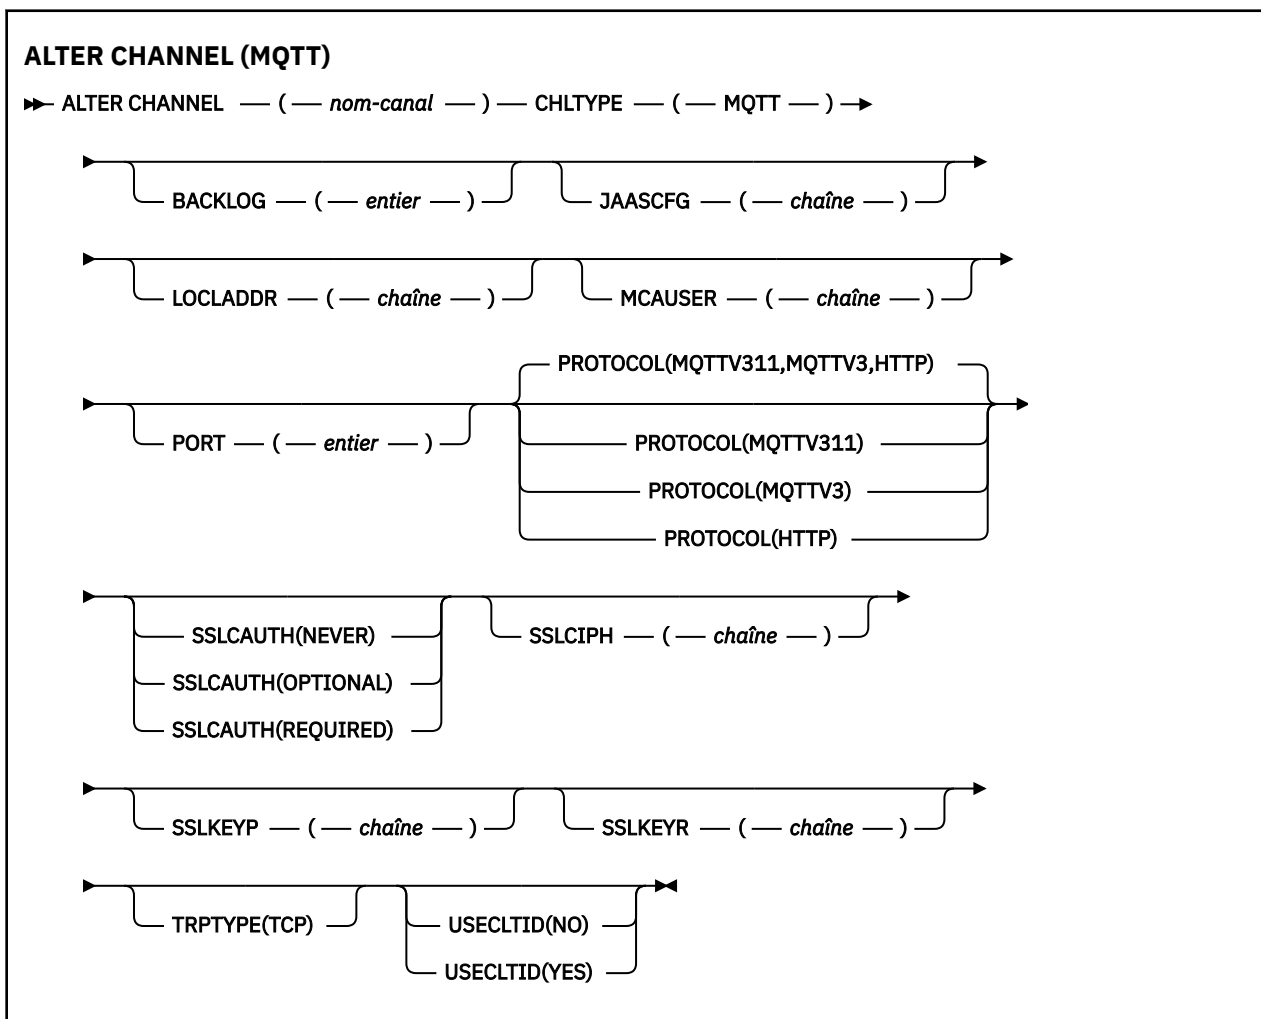 ALTER CHANNEL (MQTT)
ALTER CHANNEL ( nom-canal ) CHLTYPE ( MQTT )
BACKLOG ( entier ) JAASCFG ( chaîne )
LOCLADDR ( chaîne ) MCAUSER ( chaîne )
PROTOCOL(MQTTV311,MQTTV3,HTTP)
PORT ( entier ) PROTOCOL(MQTTV311)
PROTOCOL(MQTTV3)
PROTOCOL(HTTP)
SSLCAUTH(NEVER) SSLCIPH ( chaîne )
SSLCAUTH(OPTIONAL)
SSLCAUTH(REQUIRED)
SSLKEYP ( chaîne ) SSLKEYR ( chaîne )
TRPTYPE(TCP) USECLTID(NO)
USECLTID(YES)